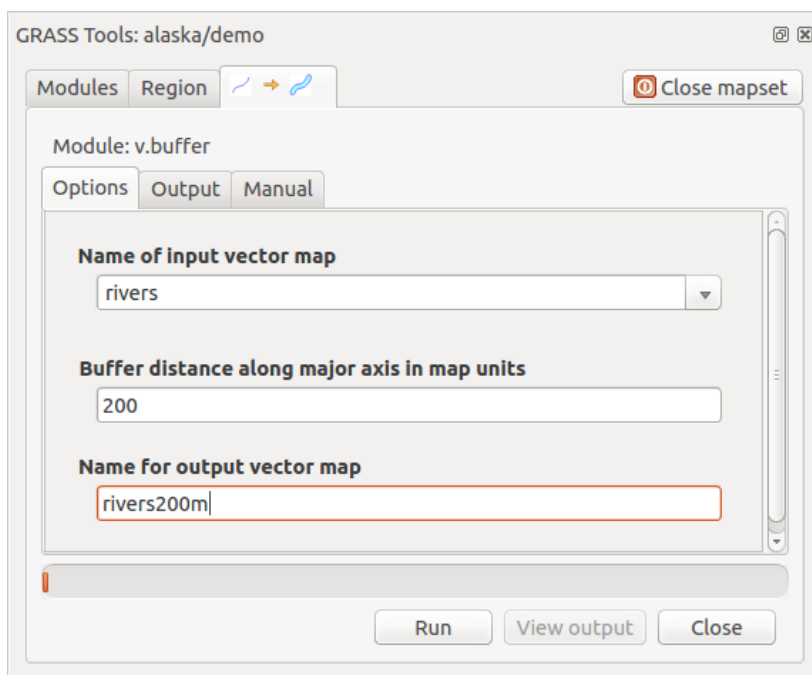 GRASS Tools: alaska/demo
Modules Region Close mapset
Module: v.buffer
Options Output Manual
Name of input vector map
rivers
Buffer distance along major axis in map units
200
Name for output vector map
rivers200m
Run View output Close